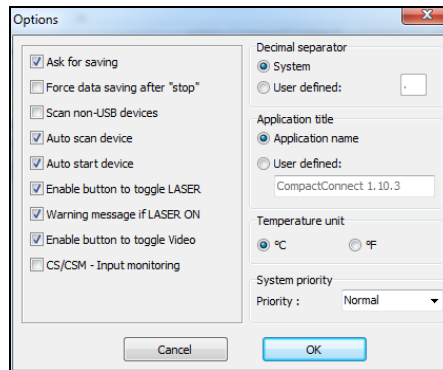 Options
Ask for saving
Force data saving after "stop"
Scan non-USB devices
Auto scan device
Auto start device
Enable button to toggle LASER
Warning message if LASER ON
Enable button to toggle Video
CS/CSM - Input monitoring
Decimal separator
System
User defined: .
Application title
Application name
User defined:
CompactConnect 1.10.3
Temperature unit
°C °F
System priority
Priority : Normal
Cancel OK